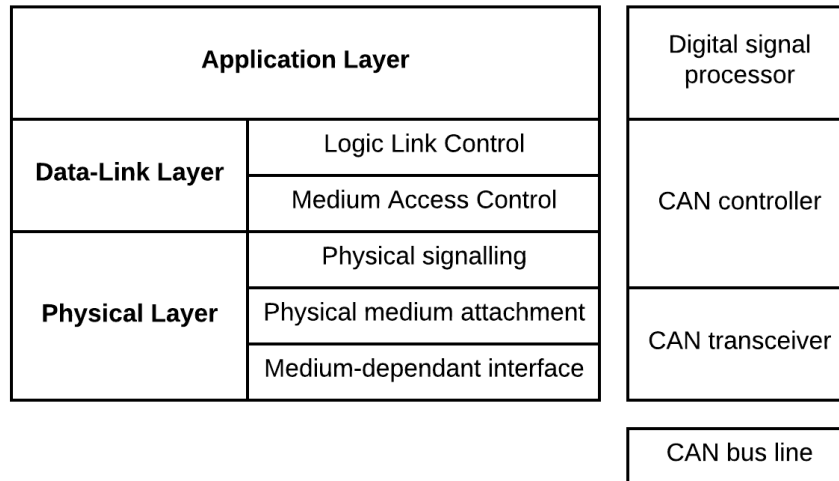 Application Layer
Digital signal
processor
Data-Link Layer
Logic Link Control
Medium Access Control
CAN controller
Physical Layer
Physical signalling
Physical medium attachment
Medium-dependant interface
CAN transceiver
CAN bus line